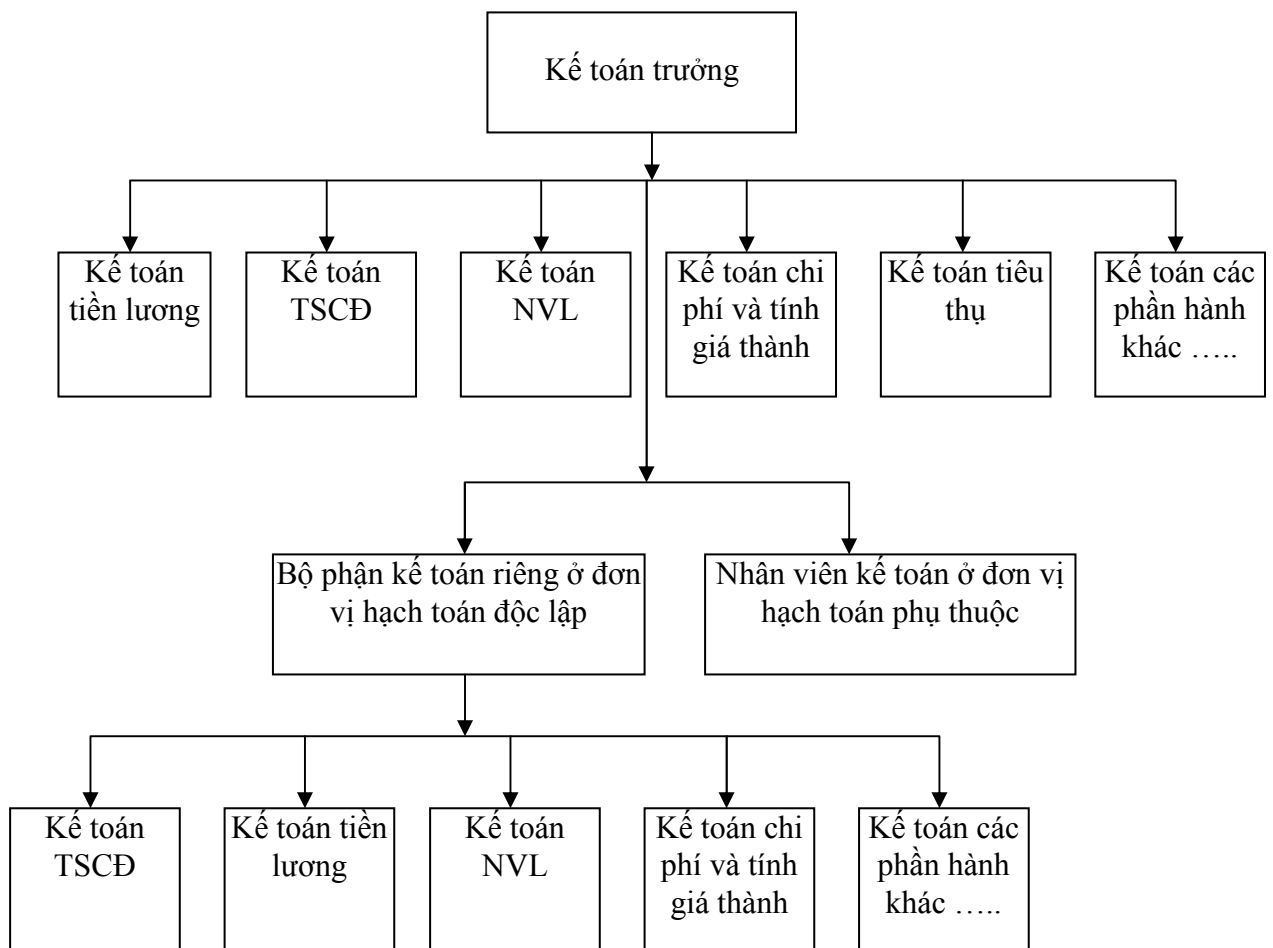 Kế toán trưởng
Kế toán
tiền lương
Kế toán
TSCĐ
Kế toán
NVL
Kế toán chi
phí và tính
giá thành
Kế toán tiêu
thụ
Kế toán các
phần hành
khác …..
Bộ phận kế toán riêng ở đơn
vị hạch toán độc lập
Nhân viên kế toán ở đơn vị
hạch toán phụ thuộc
Kế toán
TSCĐ
Kế toán tiền
lương
Kế toán
NVL
Kế toán chi
phí và tính
giá thành
Kế toán các
phần hành
khác …..